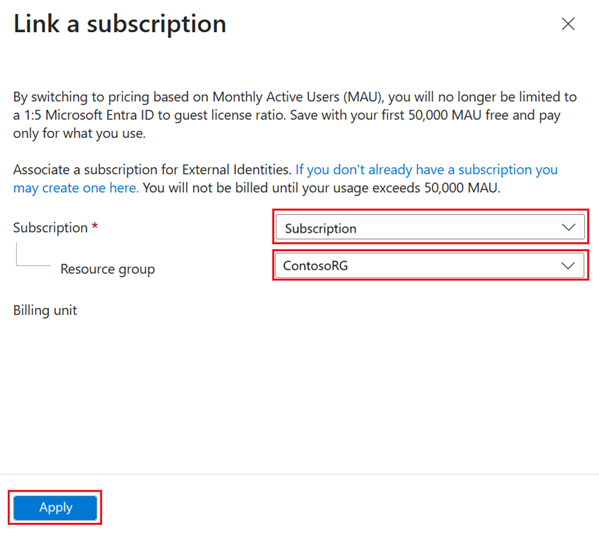 Link a subscription
By switching to pricing based on Monthly Active Users (MAU), you will no longer be limited to
a 1:5 Microsoft Entra ID to guest license ratio. Save with your first 50,000 MAU free and pay
only for what you use.
Associate a subscription for External Identities. If you don't already have a subscription you
may create one here. You will not be billed until your usage exceeds 50,000 MAU.
Subscription * Subscription
Resource group ContosoRG
Billing unit
Apply